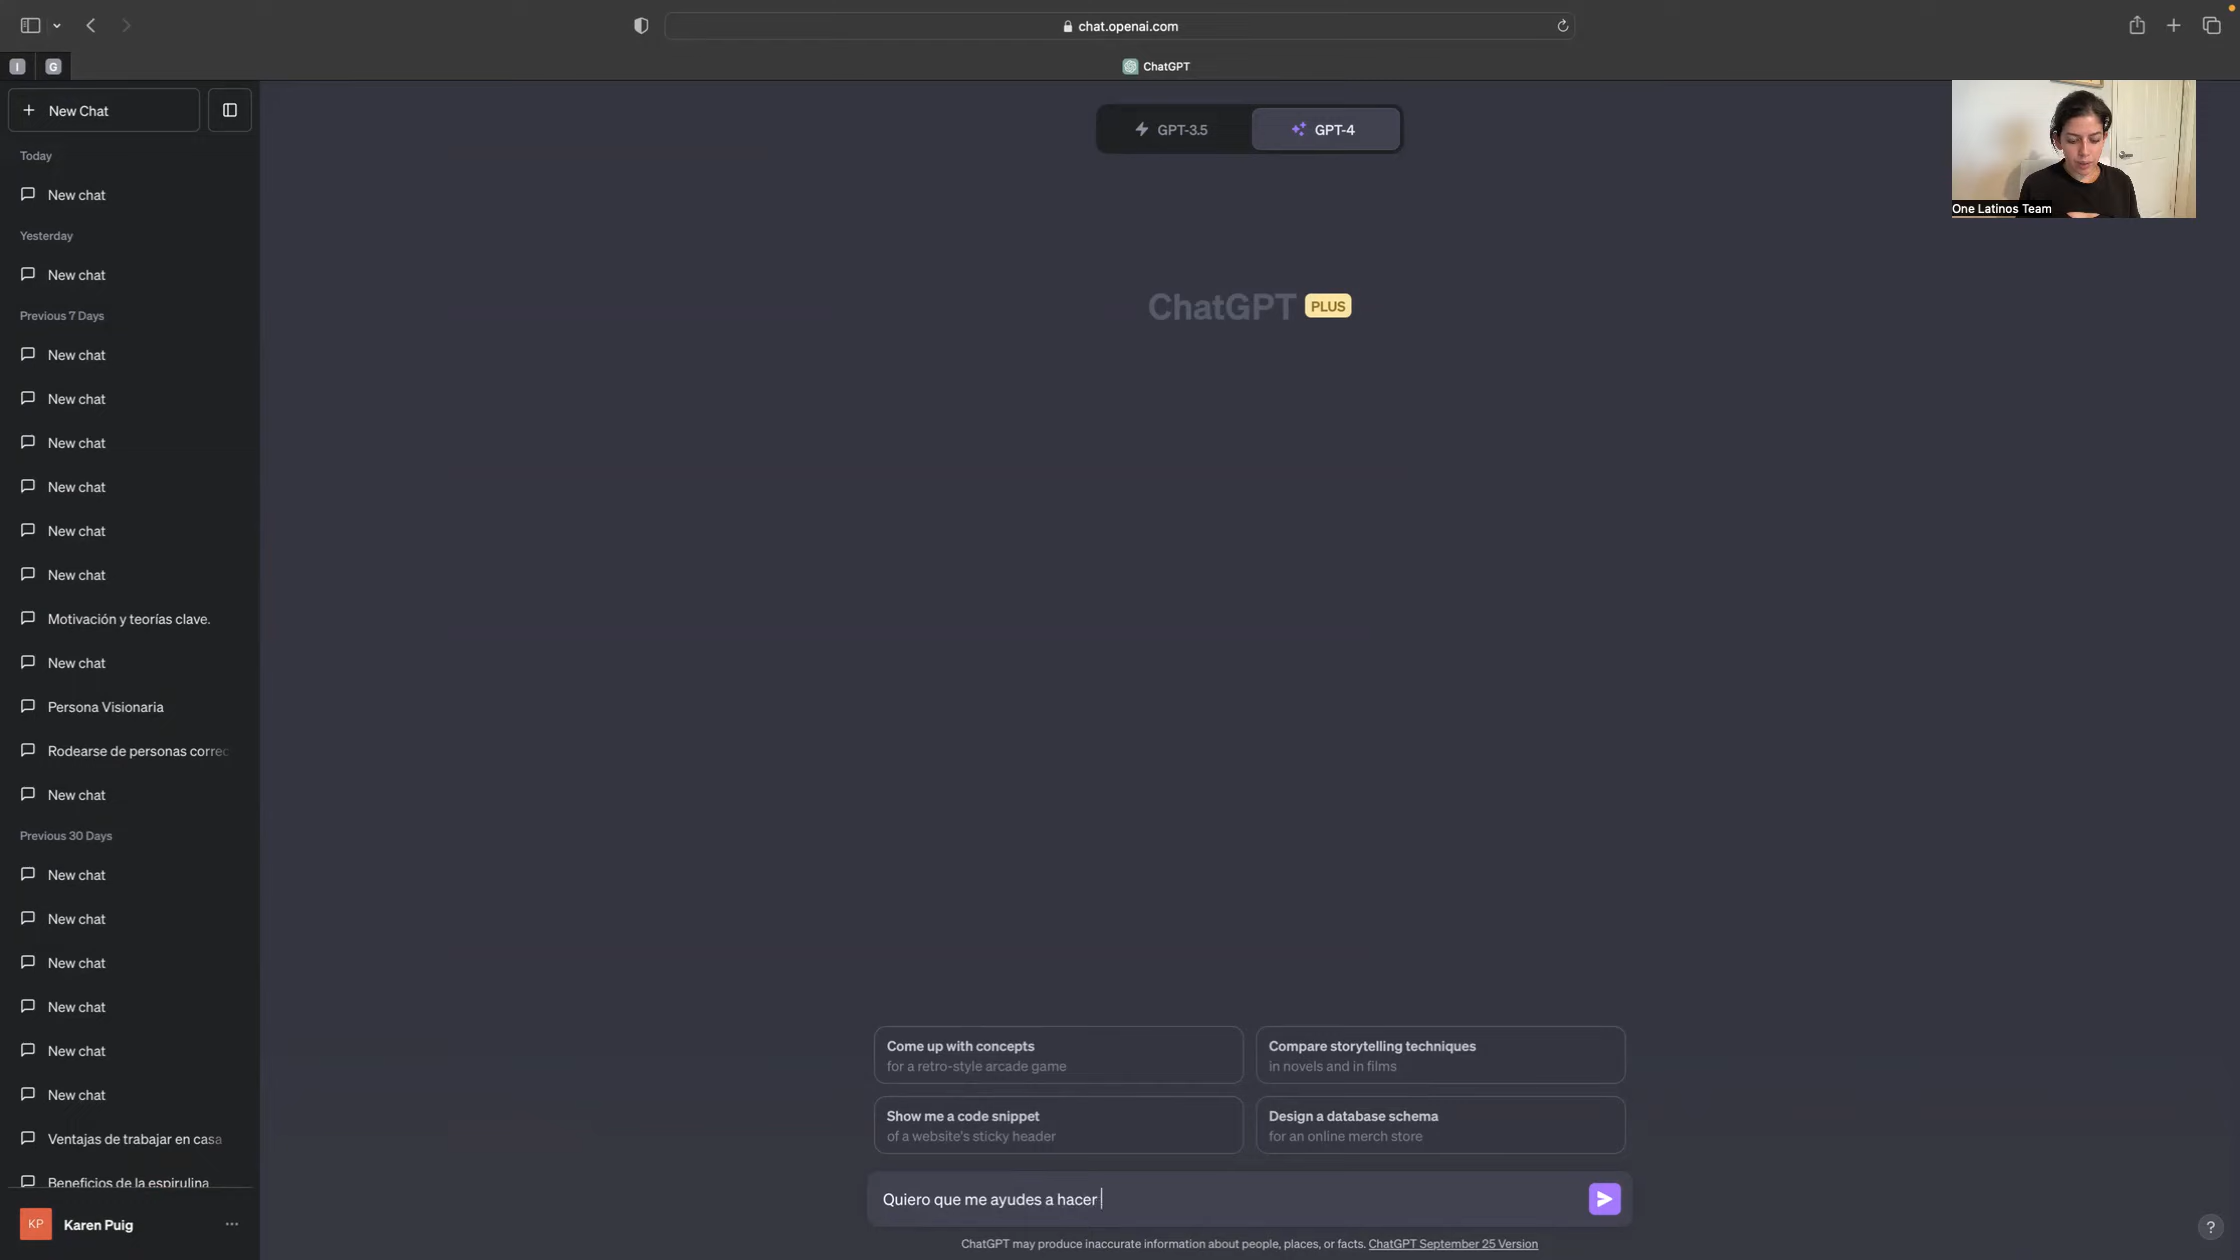 chat.openai.com
I
G
ChatGPT
New Chat
Today
New chat
Yesterday
New chat
Previous 7 Days
New chat
New chat
New chat
New chat
New chat
New chat
Motivación y teorías clave.
New chat
Persona Visionaria
Rodearse de personas correc
New chat
Previous 30 Days
New chat
New chat
New chat
New chat
New chat
New chat
Ventajas de trabajar en casa
Beneficios de la espirulina
KP Karen Puig
GPT-3.5 GPT-4
One Latinos Team
ChatGPT PLUS
Come up with concepts
for a retro-style arcade game
Compare storytelling techniques
in novels and in films
Show me a code snippet
of a website's sticky header
Design a database schema
for an online merch store
Quiero que me ayudes a hacer
ChatGPT may produce inaccurate information about people, places, or facts. ChatGPT September 25 Version
?